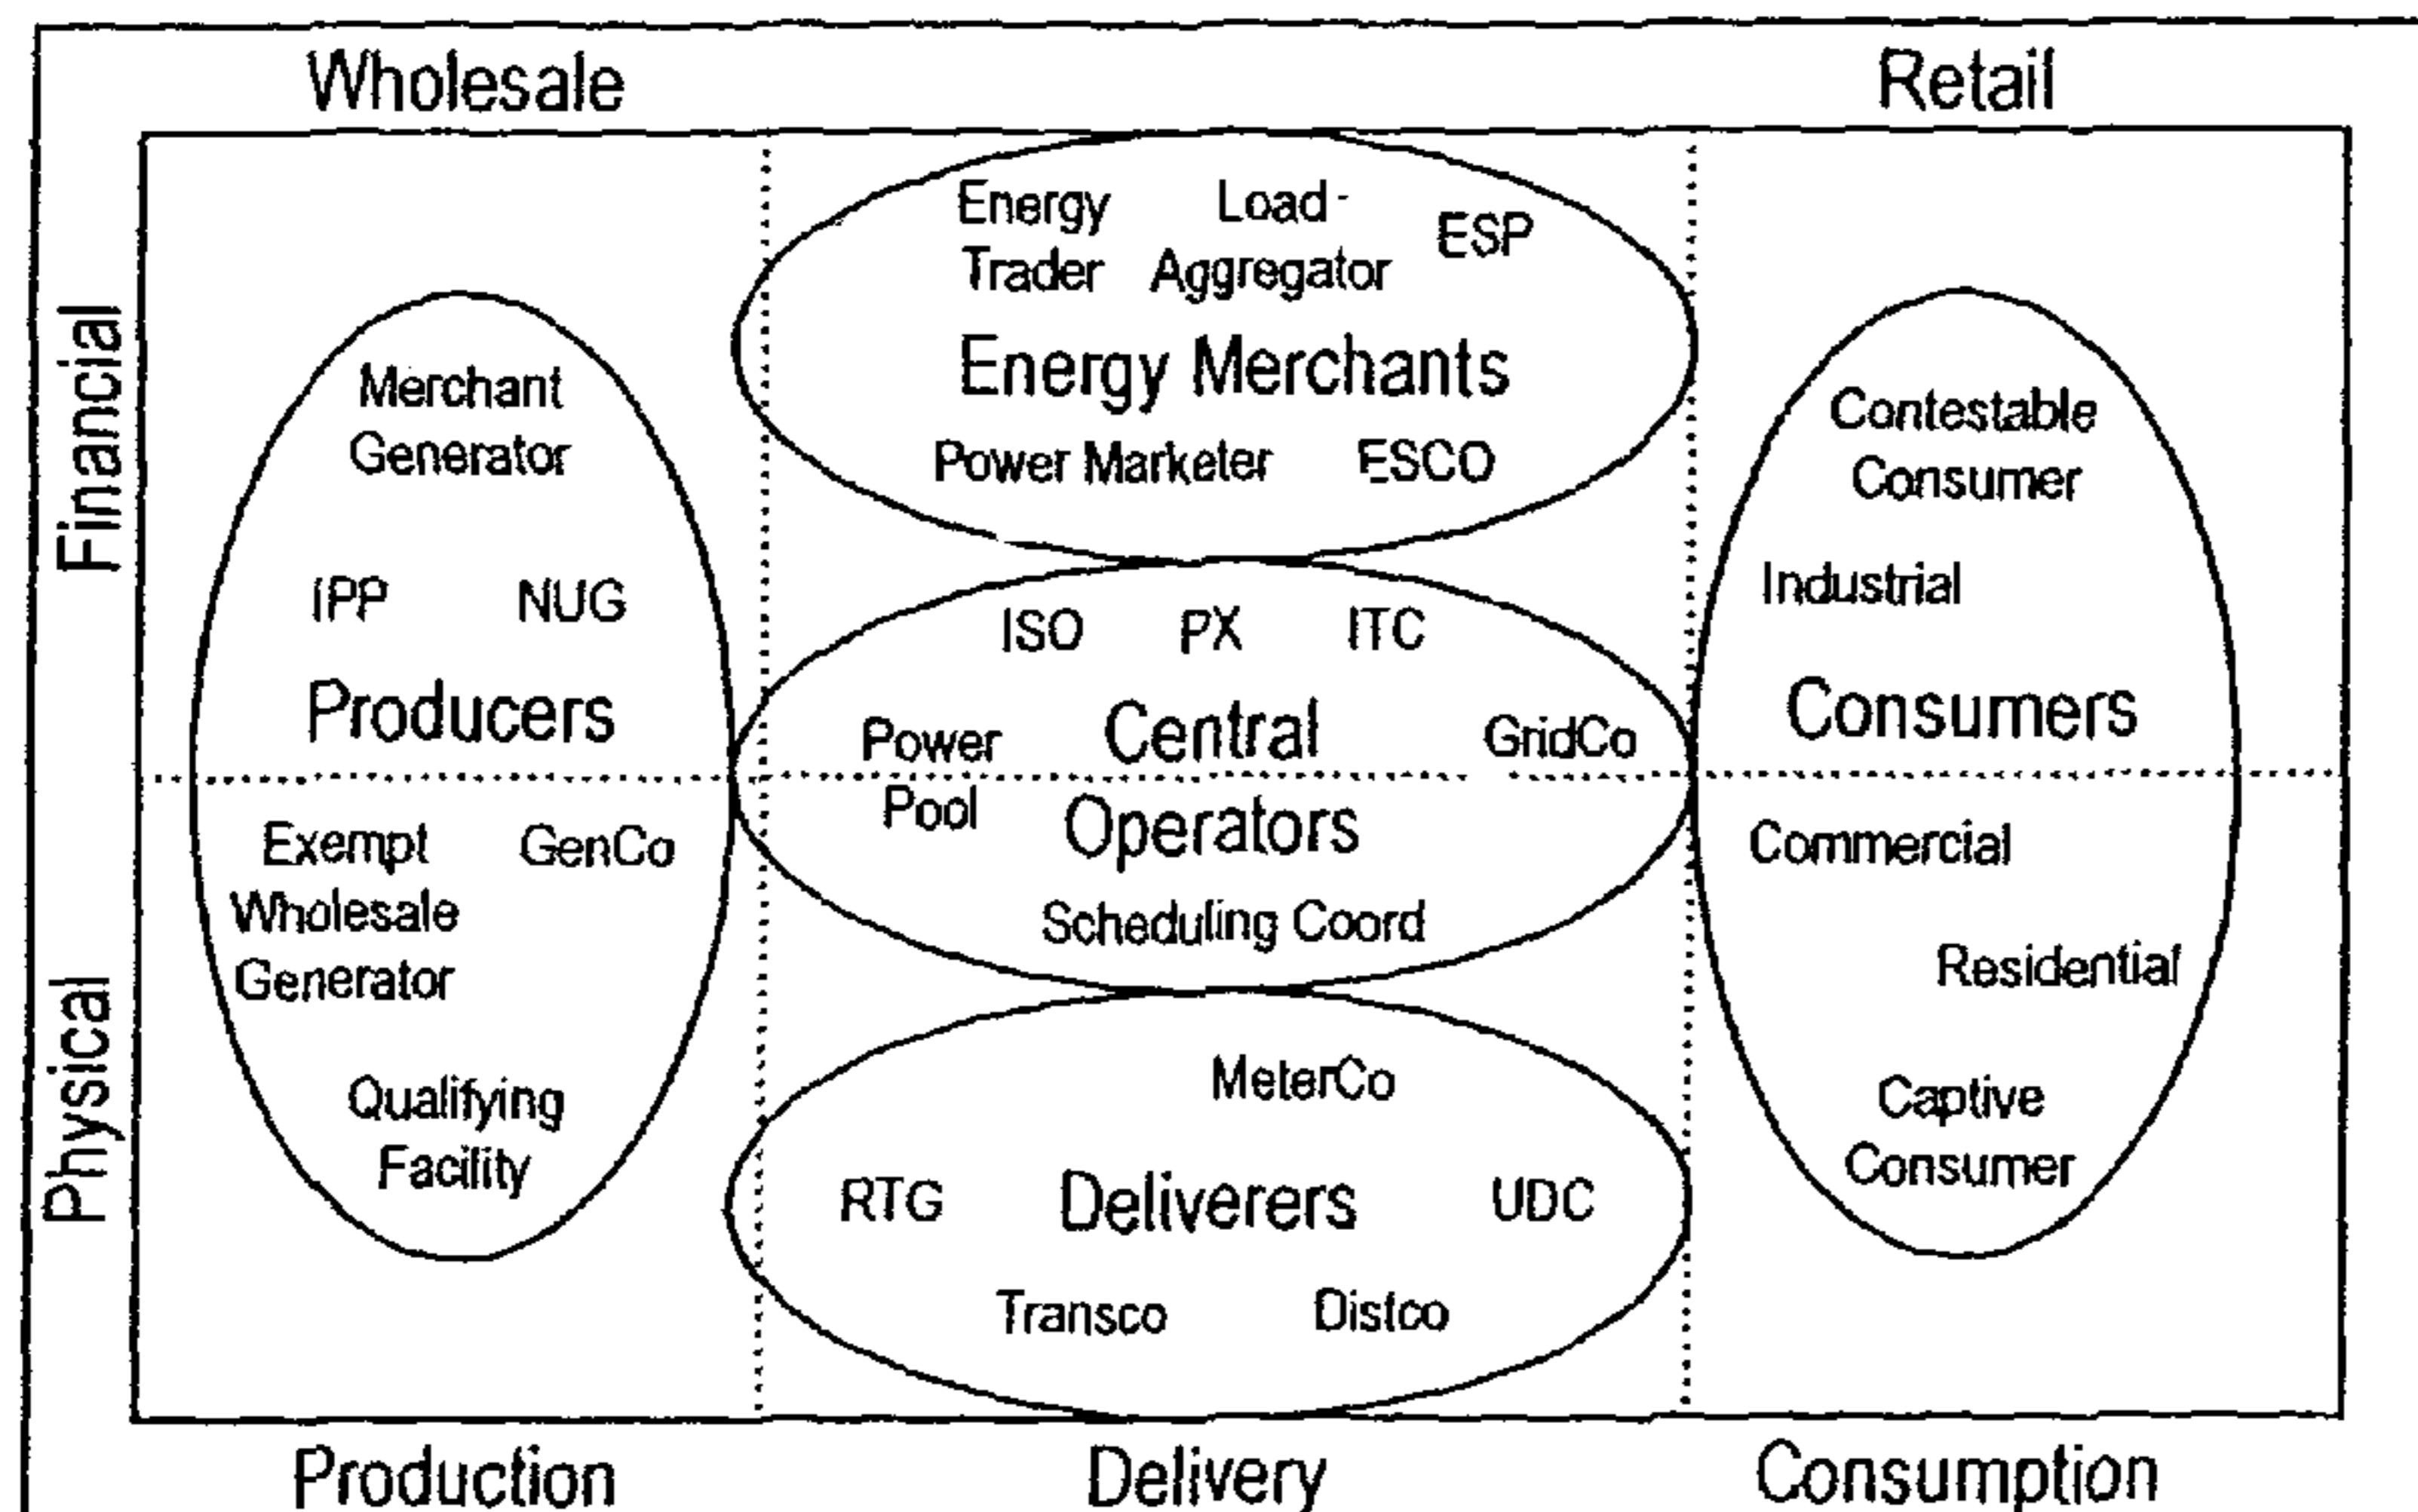 Wholesale
Retail
Financial
Physical
Merchant
Generator
IPP NUG
Producers
Exempt GenCo
Wholesale
Generator
Qualifying
Facility
Energy Load- ESP
Trader Aggregator
Energy Merchants
Power Marketer ESCO
ISO PX ITC
Power Central GridCo
Pool Operators
Scheduling Coord
MeterCo
RTG Deliverers UDC
Transco Distco
Contestable
Consumer
Industrial
Consumers
Commercial
Residential
Captive
Consumer
Production Delivery Consumption